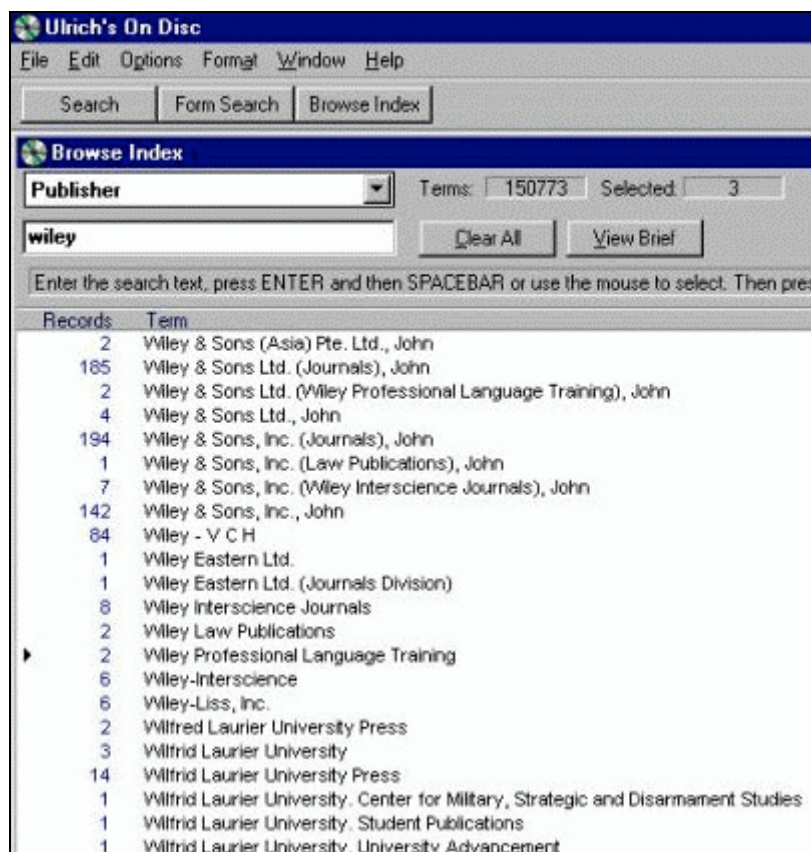 Ulrich's On Disc
File Edit Options Format Window Help
Search Form Search Browse Index
Browse Index
Publisher Terms: 150773 Selected: 3
wiley Clear All View Brief
Enter the search text, press ENTER and then SPACEBAR or use the mouse to select. Then pres
Records Term
2 Wiley & Sons (Asia) Pte. Ltd., John
185 Wiley & Sons Ltd. (Journals), John
2 Wiley & Sons Ltd. (Wiley Professional Language Training), John
4 Wiley & Sons Ltd., John
194 Wiley & Sons, Inc. (Journals), John
1 Wiley & Sons, Inc. (Law Publications), John
7 Wiley & Sons, Inc. (Wiley Interscience Journals), John
142 Wiley & Sons, Inc., John
84 Wiley - V C H
1 Wiley Eastern Ltd.
1 Wiley Eastern Ltd. (Journals Division)
8 Wiley Interscience Journals
2 Wiley Law Publications
2 Wiley Professional Language Training
6 Wiley-Interscience
6 Wiley-Liss, Inc.
2 Wilfred Laurier University Press
3 Wilfrid Laurier University
14 Wilfrid Laurier University Press
1 Wilfrid Laurier University. Center for Military, Strategic and Disarmament Studies
1 Wilfrid Laurier University. Student Publications
1 Wilfrid Laurier University. University Advancement